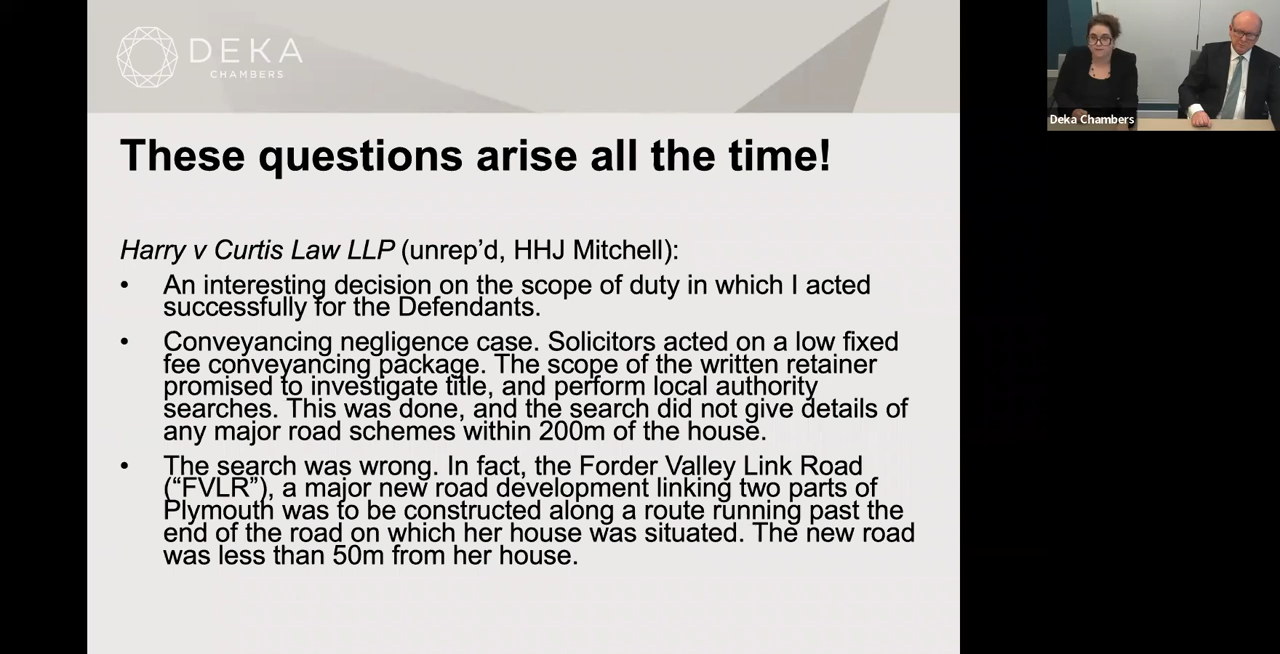 DEKA
CHAMBERS
Deka Chambers
These questions arise all the time!
Harry v Curtis Law LLP (unrep’d, HHJ Mitchell):
• An interesting decision on the scope of duty in which I acted
successfully for the Defendants.
• Conveyancing negligence case. Solicitors acted on a low fixed
fee conveyancing package. The scope of the written retainer
promised to investigate title, and perform local authority
searches. This was done, and the search did not give details of
any major road schemes within 200m of the house.
• The search was wrong. In fact, the Forder Valley Link Road
(“FVLR”), a major new road development linking two parts of
Plymouth was to be constructed along a route running past the
end of the road on which her house was situated. The new road
was less than 50m from her house.